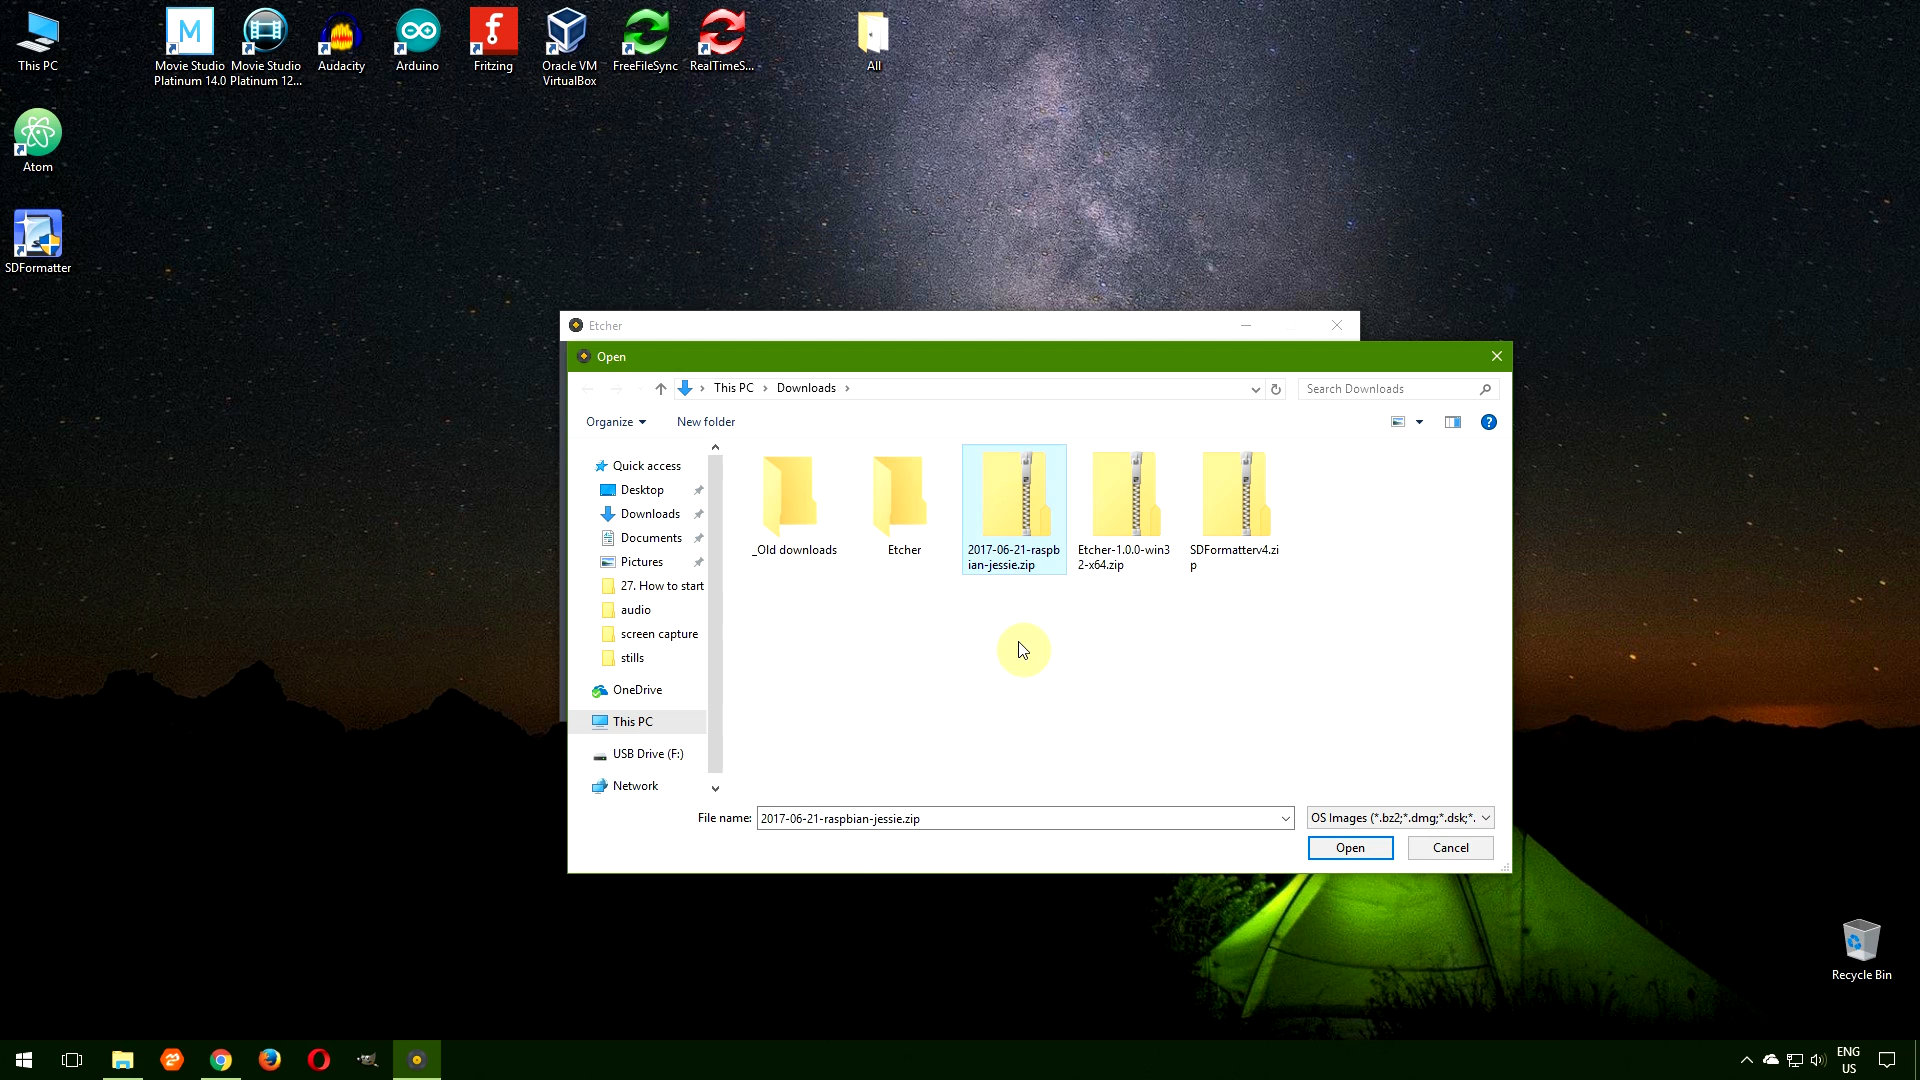 This PC
Movie Studio
Platinum 14.0
Movie Studio
Platinum 12...
Audacity
Arduino
Fritzing
Oracle VM
VirtualBox
FreeFileSync
RealTimeS...
All
Atom
SDFormatter
Etcher
Open
This PC > Downloads >
Search Downloads
Organize
New folder
Quick access
Desktop
Downloads
Documents
Pictures
27. How to start
audio
screen capture
stills
OneDrive
This PC
USB Drive (F:)
Network
_Old downloads
Etcher
2017-06-21-raspb
ian-jessie.zip
Etcher-1.0.0-win3
2-x64.zip
SDFormatterv4.zi
p
File name: 2017-06-21-raspbian-jessie.zip
OS Images (*.bz2;*.dmg;*.dsk;*.
Open
Cancel
Recycle Bin
ENG
US